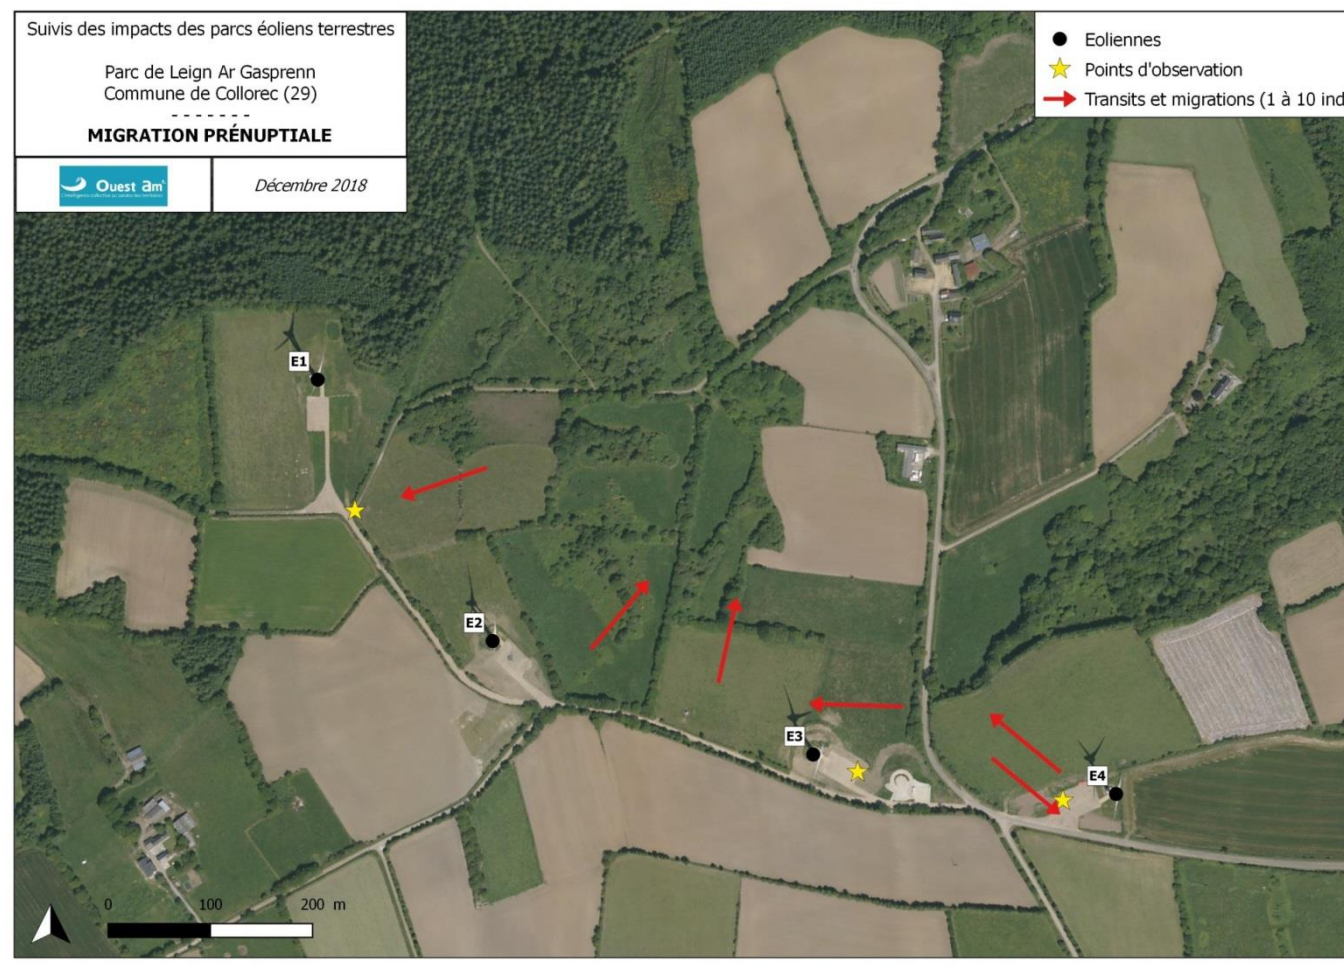 Suivis des impacts des parcs éoliens terrestres
Parc de Leign Ar Gasprenn
Commune de Collorec (29)
- - - - - - -
MIGRATION PRÉNUPTIALE
Ouest am'
Décembre 2018
Eoliennes
Points d'observation
Transits et migrations (1 à 10 ind
E1
E2
E3
E4
0 100 200 m